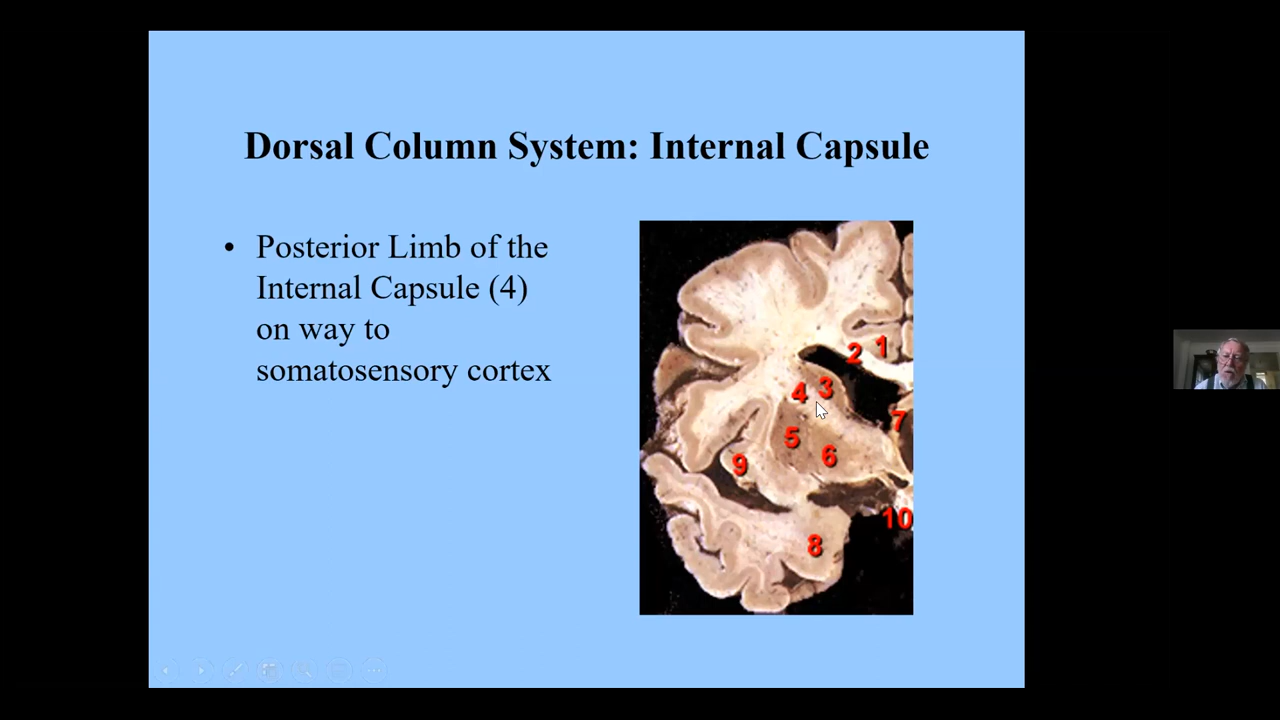 Dorsal Column System: Internal Capsule
• Posterior Limb of the
Internal Capsule (4)
on way to
somatosensory cortex
1
2
3
4
7
5
6
9
10
8